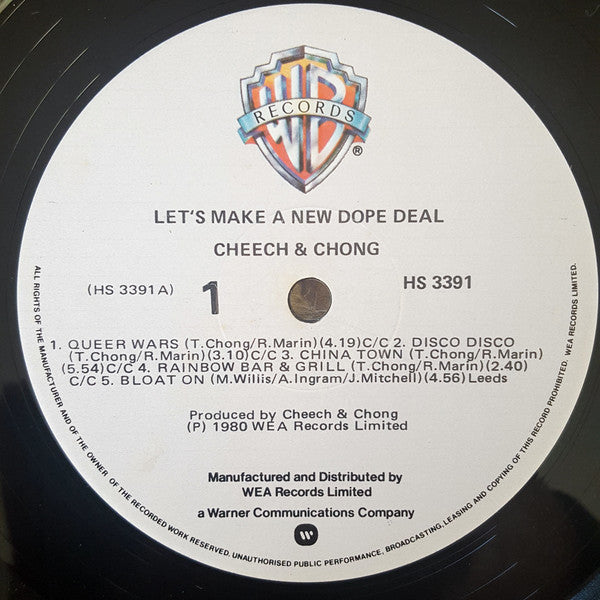 WB
RECORDS
®
LET'S MAKE A NEW DOPE DEAL
CHEECH & CHONG
(HS 3391A)
1
HS 3391
1. QUEER WARS (T.Chong/R.Marin)(4.19)C/C 2. DISCO DISCO
(T.Chong/R.Marin)(3.10)C/C 3. CHINA TOWN (T.Chong/R.Marin)
(5.54)C/C 4. RAINBOW BAR & GRILL (T.Chong/R.Marin)(2.40)
C/C 5. BLOAT ON (M.Willis/A.Ingram/J.Mitchell)(4.56) Leeds
Produced by Cheech & Chong
(P) 1980 WEA Records Limited
Manufactured and Distributed by
WEA Records Limited
a Warner Communications Company
ALL RIGHTS OF THE MANUFACTURER AND OF THE OWNER OF THE RECORDED WORK RESERVED. UNAUTHORISED PUBLIC PERFORMANCE, BROADCASTING, LEASING AND COPYING OF THIS RECORD PROHIBITED. WEA RECORDS LIMITED.